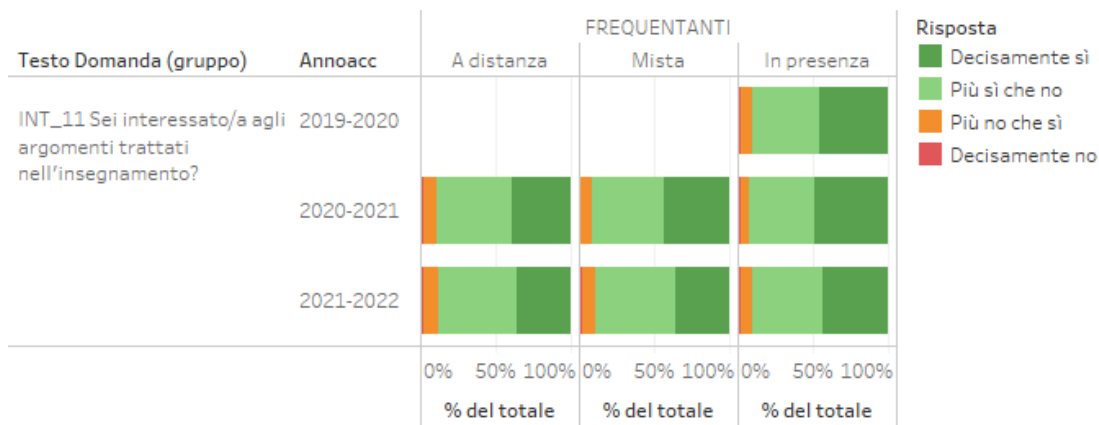 FREQUENTANTI
Testo Domanda (gruppo) Annoacc A distanza Mista In presenza
INT_11 Sei interessato/a agli 2019-2020
argomenti trattati
nell'insegnamento?
2020-2021
2021-2022
0% 50% 100% 0% 50% 100% 0% 50% 100%
% del totale % del totale % del totale
Risposta
Decisamente sì
Più sì che no
Più no che sì
Decisamente no